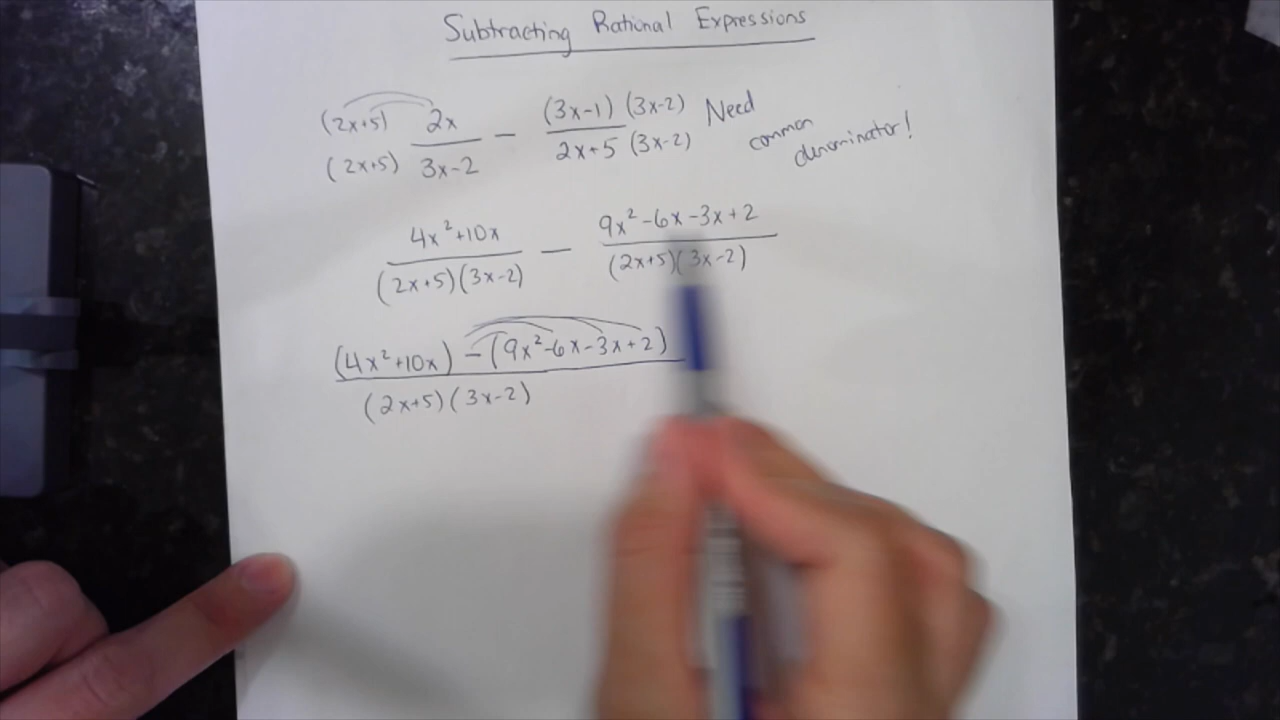 Subtracting Rational Expressions
(2x+5) 2x − (3x-1) (3x-2) Need
(2x+5) 3x-2 2x+5 (3x-2) common
denominator!
4x²+10x − 9x²-6x-3x+2
(2x+5)(3x-2) (2x+5)(3x-2)
(4x²+10x) -(9x²-6x-3x+2)
(2x+5)(3x-2)